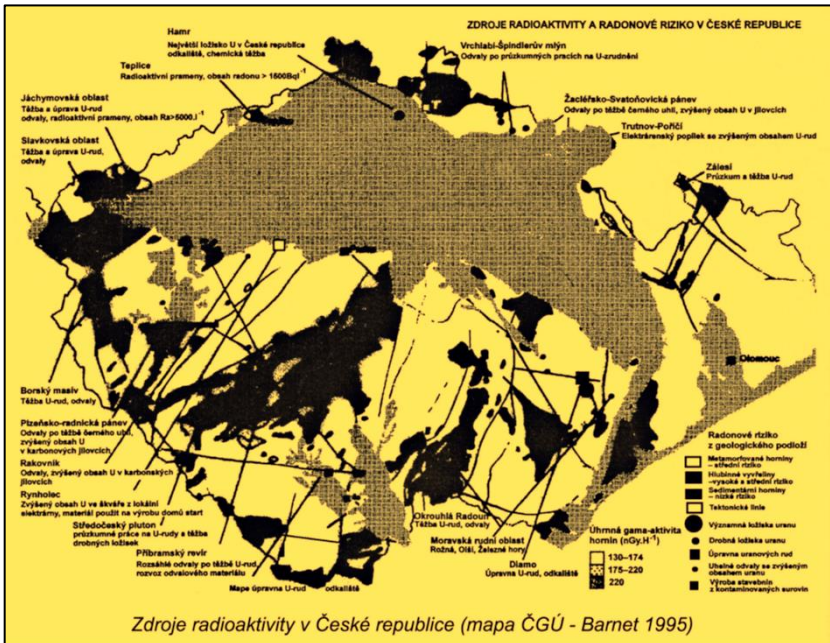 ZDROJE RADIOAKTIVITY A RADONOVÉ RIZIKO V ČESKÉ REPUBLICE
Hamr
Největší ložisko U v České republice
odkaliště, chemická těžba
Teplice
Radioaktivní prameny, obsah radonu > 1500Bql⁻¹
Vrchlabí-Špindlerův mlýn
Odvaly po průzkumných pracích na U-zrudnění
Jáchymovská oblast
Těžba a úprava U-rud
odvaly, radioaktivní prameny, obsah Ra>5000.l⁻¹
Žacléřsko-Svatoňovická pánev
Odvaly po těžbě černého uhlí, zvýšený obsah U v jílovcích
Trutnov-Poříčí
Elektrárenský popílek se zvýšeným obsahem U-rud
Slavkovská oblast
Těžba a úprava U-rud,
odvaly
Zálesí
Průzkum a těžba U-rud
Olomouc
Borský masiv
Těžba U-rud, odvaly
Plzeňsko-radnická pánev
Odvaly po těžbě černého uhlí,
zvýšený obsah U
v karbonových jílovcích
Rakovník
Odvaly, zvýšený obsah U v karbonských
jílovcích
Rynholec
Zvýšený obsah U ve škváře z lokální
elektrárny, materiál použit na výrobu domů start
Středočeský pluton
průzkumné práce na U-rudy a těžba
drobných ložisek
Příbramský revír
Rozsáhlé odvaly po těžbě U-rud,
rozvoz odvalového materiálu
Mape úpravna U-rud odkaliště
Okrouhlá Radouň
Těžba U-rud, odvaly
Moravská rudní oblast
Rožná, Olší, Železné hory
Diamo
Úpravna U-rud, odkaliště
Úhrnná gama-aktivita
hornin (nGy.H⁻¹)
130–174
175–220
220
Radonové riziko
z geologického podloží
Metamorfované horniny
– střední riziko
Hlubinné vyvřeliny
–vysoké a střední riziko
Sedimentární horniny
– nízké riziko
Tektonické linie
Významná ložiska uranu
Drobná ložiska uranu
Úpravna uranových rud
Uhelné odvaly se zvýšeným
obsahem uranu
Výroba stavebnin
z kontaminovaných surovin
Zdroje radioaktivity v České republice (mapa ČGÚ - Barnet 1995)